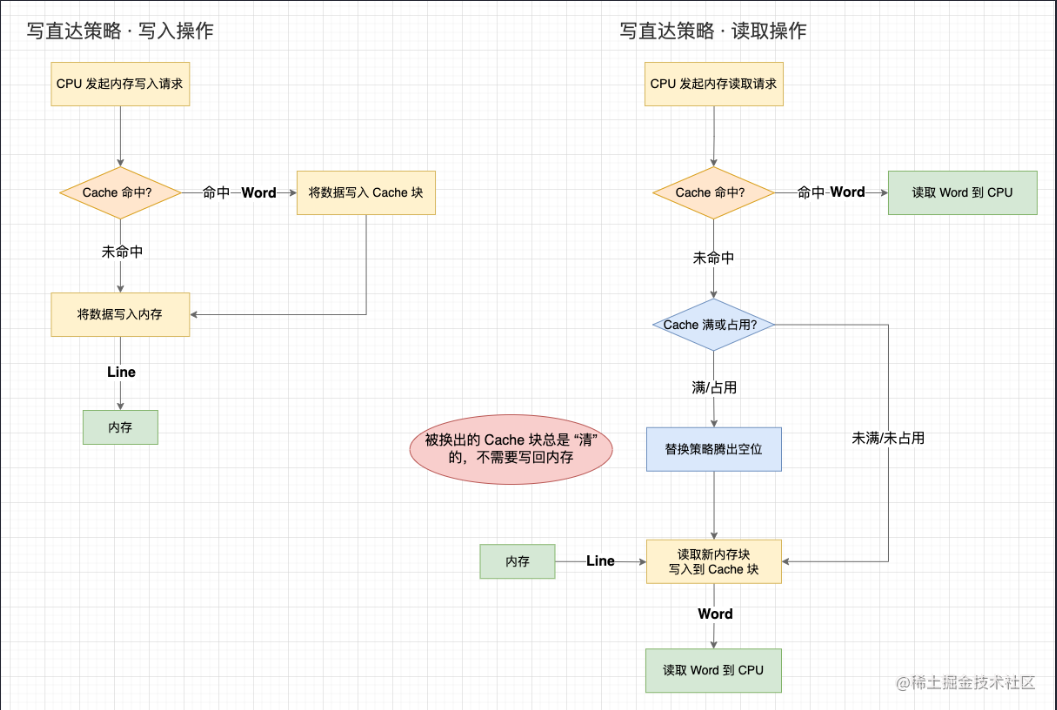 写直达策略 · 写入操作
CPU 发起内存写入请求
Cache 命中?
命中
Word
将数据写入 Cache 块
未命中
将数据写入内存
Line
内存
写直达策略 · 读取操作
CPU 发起内存读取请求
Cache 命中?
命中
Word
读取 Word 到 CPU
未命中
Cache 满或占用?
满/占用
未满/未占用
替换策略腾出空位
被换出的 Cache 块总是 “清”
的，不需要写回内存
内存
Line
读取新内存块
写入到 Cache 块
Word
读取 Word 到 CPU
@稀土掘金技术社区